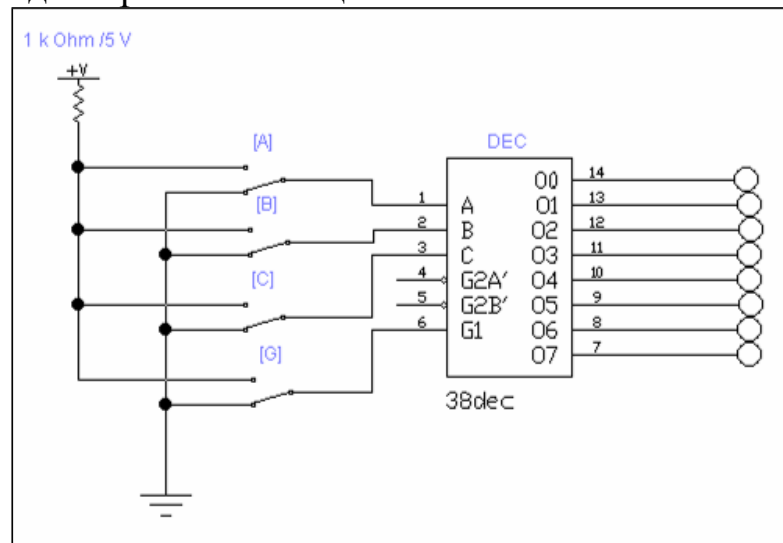 1 k Ohm /5 V
+V
[A]
[B]
[C]
[G]
DEC
1 A
2 B
3 C
4 G2A'
5 G2B'
6 G1
O0 14
O1 13
O2 12
O3 11
O4 10
O5 9
O6 8
O7 7
38dec